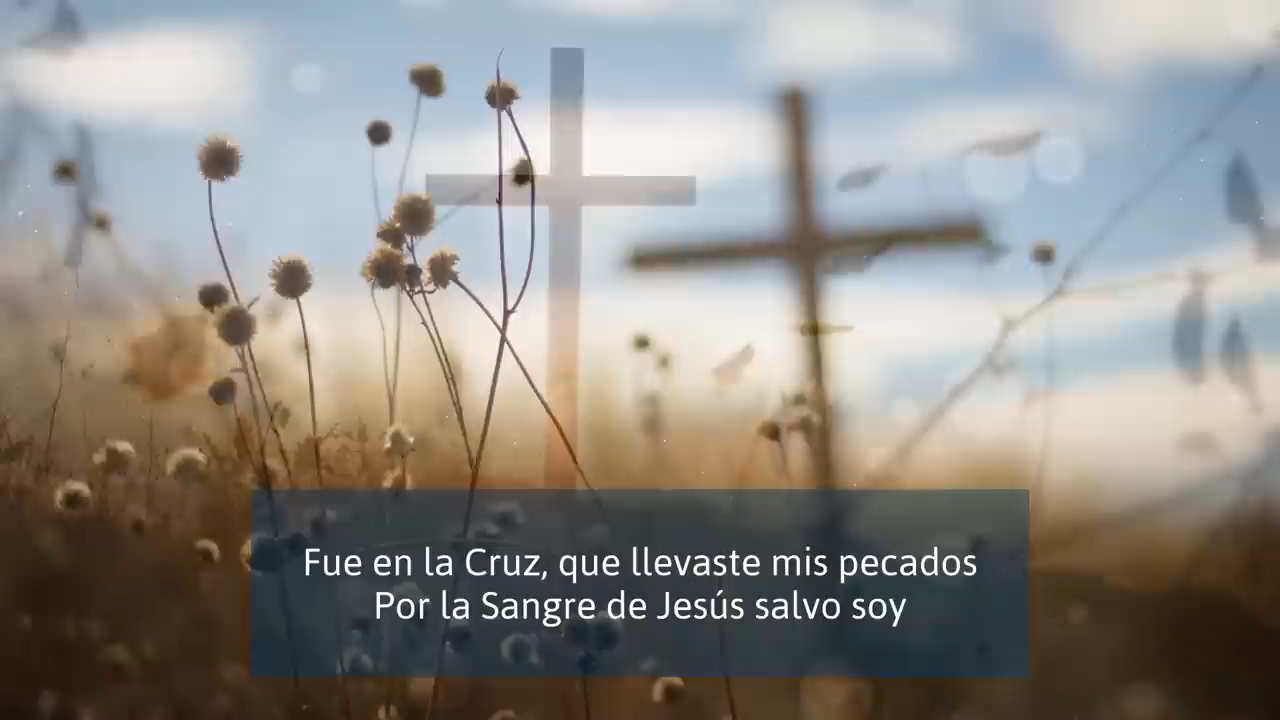 Fue en la Cruz, que llevaste mis pecados
Por la Sangre de Jesús salvo soy